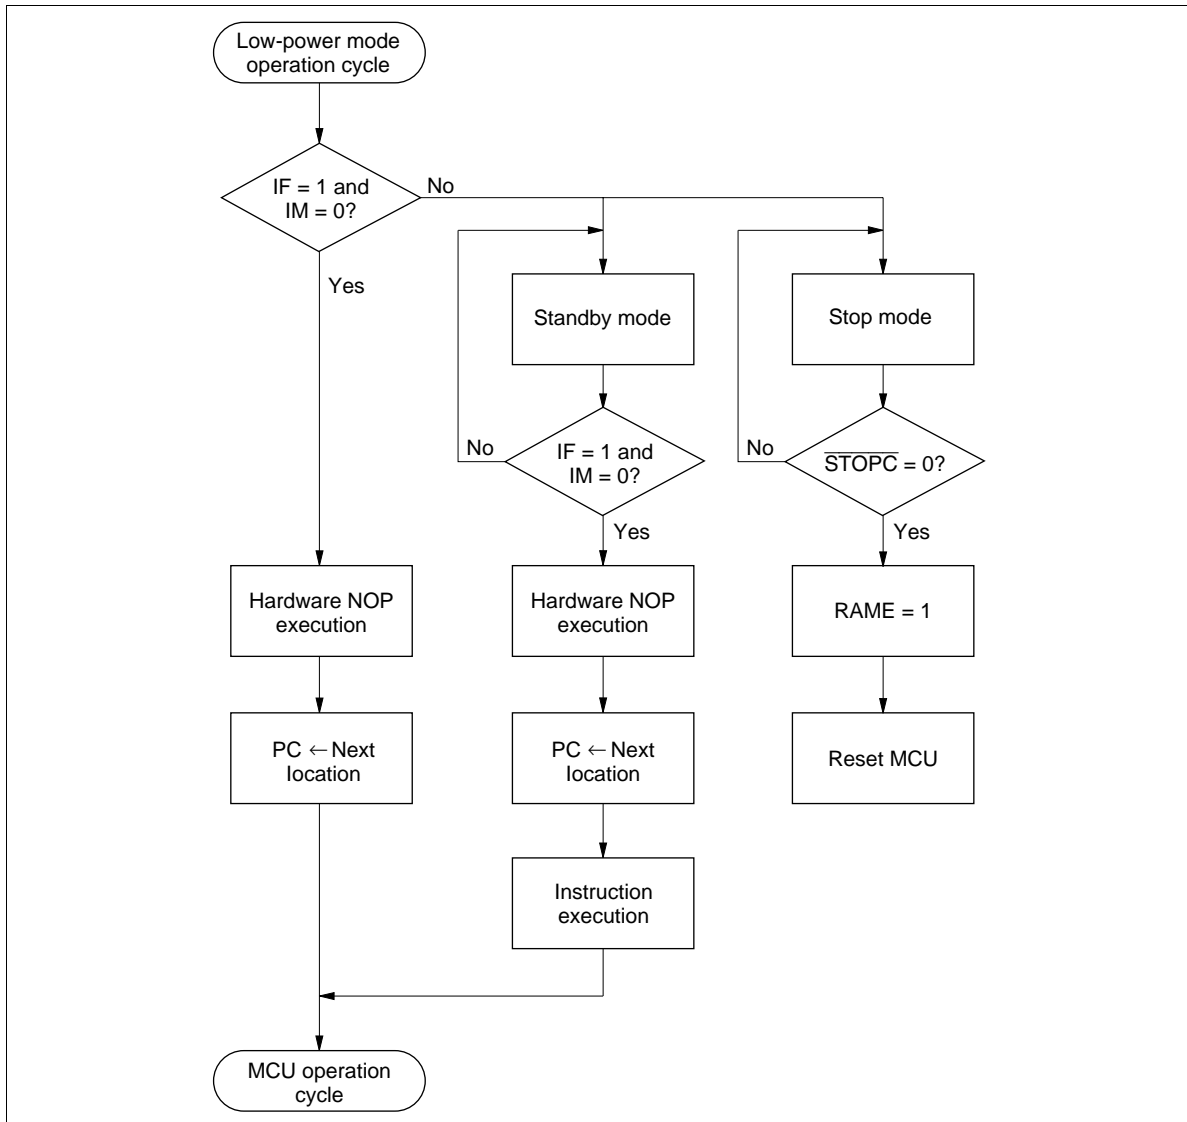 Low-power mode
operation cycle
IF = 1 and
IM = 0?
No
Yes
Standby mode
Stop mode
No
IF = 1 and
IM = 0?
Yes
No
S̅T̅O̅P̅C̅ = 0?
Yes
Hardware NOP
execution
Hardware NOP
execution
RAME = 1
PC ← Next
location
PC ← Next
location
Reset MCU
Instruction
execution
MCU operation
cycle